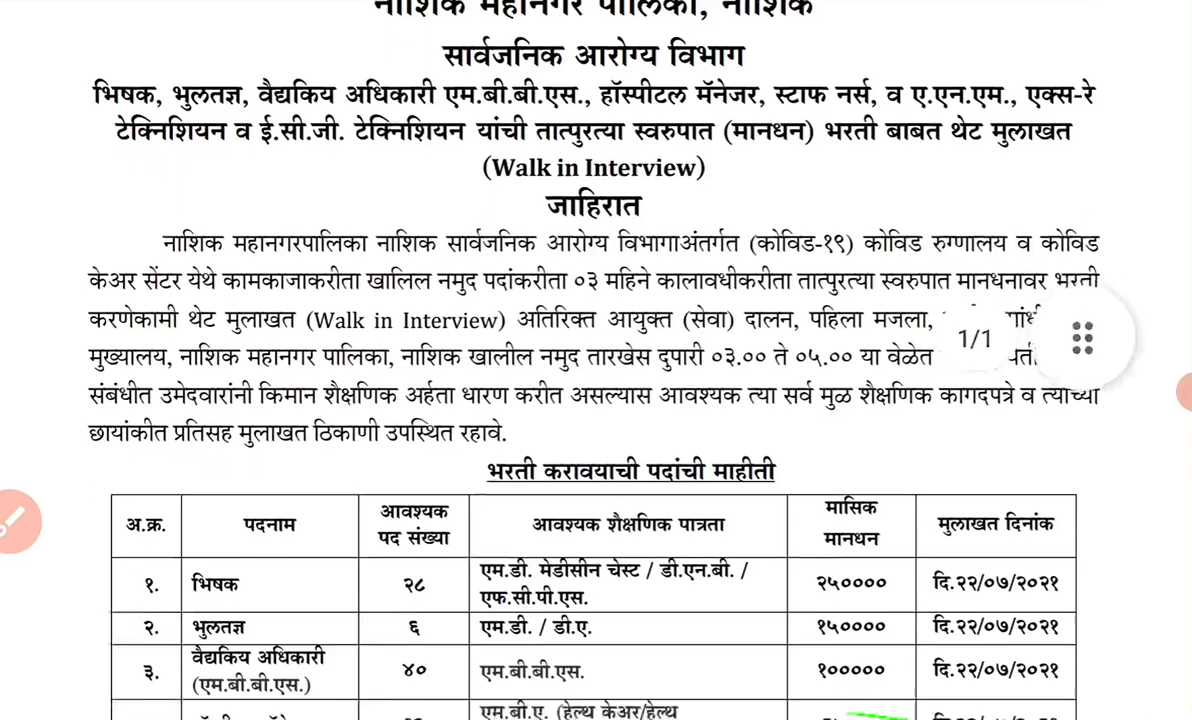 नाशिक महानगर पालिका, नाशिक
सार्वजनिक आरोग्य विभाग
भिषक, भुलतज्ञ, वैद्यकिय अधिकारी एम.बी.बी.एस., हॉस्पीटल मॅनेजर, स्टाफ नर्स, व ए.एन.एम., एक्स-रे
टेक्निशियन व ई.सी.जी. टेक्निशियन यांची तात्पुरत्या स्वरुपात (मानधन) भरती बाबत थेट मुलाखत
(Walk in Interview)
जाहिरात
नाशिक महानगरपालिका नाशिक सार्वजनिक आरोग्य विभागाअंतर्गत (कोविड-१९) कोविड रुग्णालय व कोविड
केअर सेंटर येथे कामकाजाकरीता खालिल नमुद पदांकरीता ०३ महिने कालावधीकरीता तात्पुरत्या स्वरुपात मानधनावर भरती
करणेकामी थेट मुलाखत (Walk in Interview) अतिरिक्त आयुक्त (सेवा) दालन, पहिला मजला,
1/1
मुख्यालय, नाशिक महानगर पालिका, नाशिक खालील नमुद तारखेस दुपारी ०३.०० ते ०५.०० या वेळेत
संबंधीत उमेदवारांनी किमान शैक्षणिक अर्हता धारण करीत असल्यास आवश्यक त्या सर्व मुळ शैक्षणिक कागदपत्रे व त्याच्या
छायांकीत प्रतिसह मुलाखत ठिकाणी उपस्थित रहावे.
भरती करावयाची पदांची माहीती
अ.क्र. पदनाम आवश्यक पद संख्या आवश्यक शैक्षणिक पात्रता मासिक मानधन मुलाखत दिनांक
१. भिषक २८ एम.डी. मेडीसीन चेस्ट / डी.एन.बी. / एफ.सी.पी.एस. २५०००० दि.२२/०७/२०२१
२. भुलतज्ञ ६ एम.डी. / डी.ए. १५०००० दि.२२/०७/२०२१
३. वैद्यकिय अधिकारी (एम.बी.बी.एस.) ४० एम.बी.बी.एस. १००००० दि.२२/०७/२०२१
एम.बी.ए. (हेल्थ केअर/हेल्थ